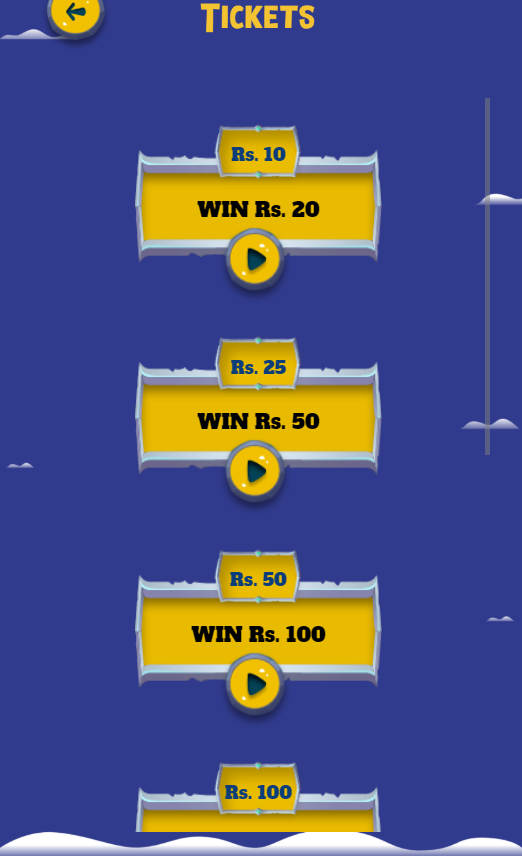 TICKETS
Rs. 10
WIN Rs. 20
Rs. 25
WIN Rs. 50
Rs. 50
WIN Rs. 100
Rs. 100